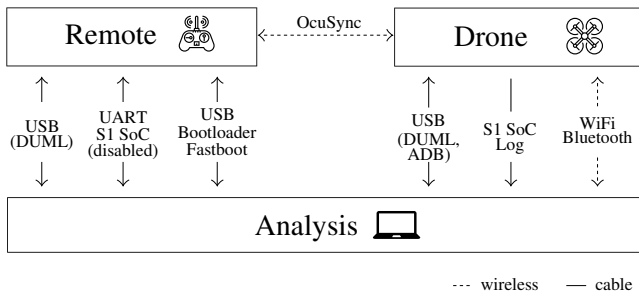 Remote
OcuSync
Drone
USB
(DUML)
UART
S1 SoC
(disabled)
USB
Bootloader
Fastboot
USB
(DUML,
ADB)
S1 SoC
Log
WiFi
Bluetooth
Analysis
wireless
cable